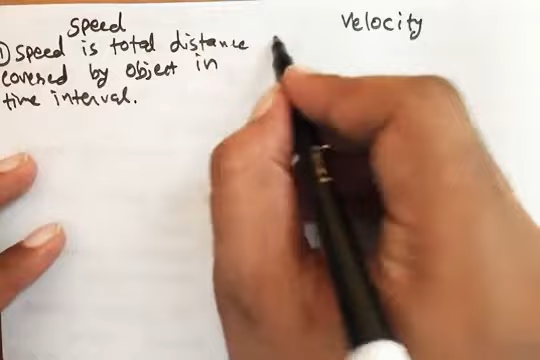 Speed
Velocity
① Speed is total distance
covered by object in
time interval.